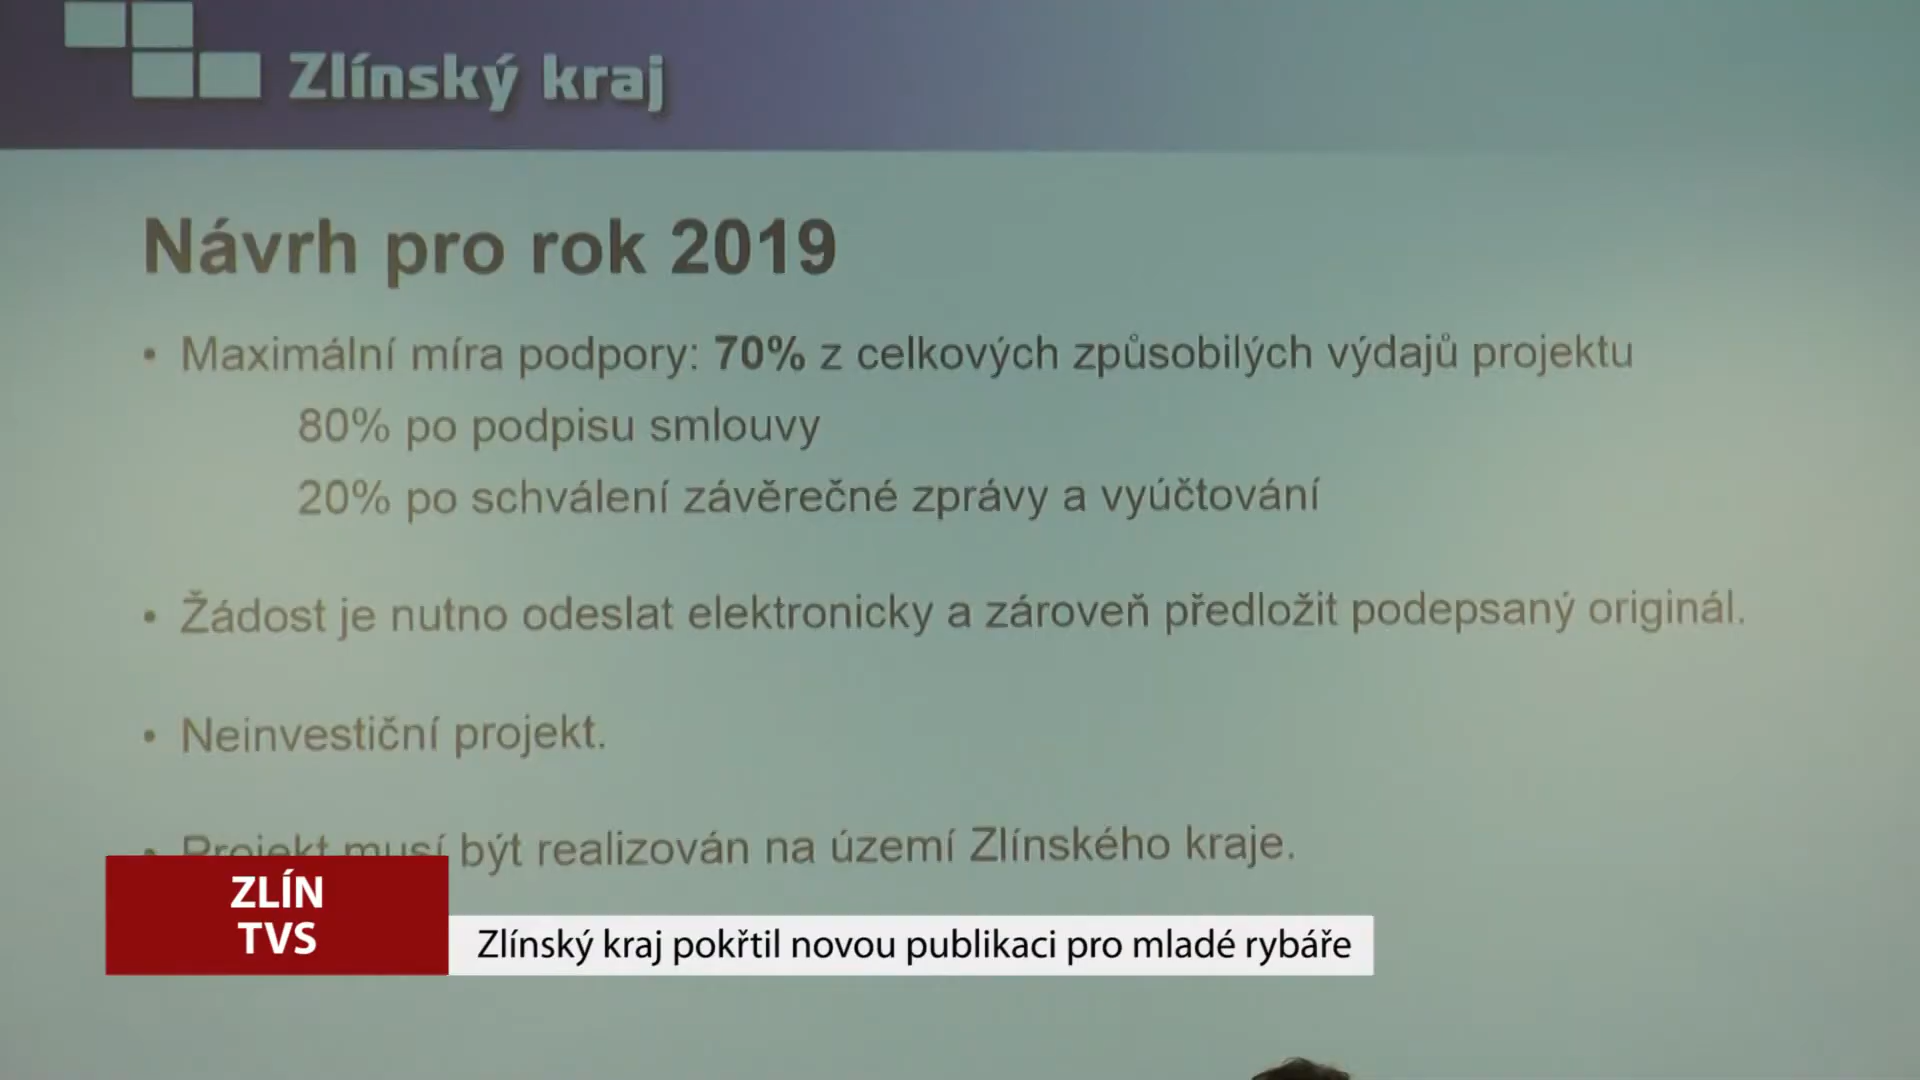 Zlínský kraj
Návrh pro rok 2019
• Maximální míra podpory: 70% z celkových způsobilých výdajů projektu
80% po podpisu smlouvy
20% po schválení závěrečné zprávy a vyúčtování
• Žádost je nutno odeslat elektronicky a zároveň předložit podepsaný originál.
• Neinvestiční projekt.
• Projekt musí být realizován na území Zlínského kraje.
ZLÍN
TVS
Zlínský kraj pokřtil novou publikaci pro mladé rybáře